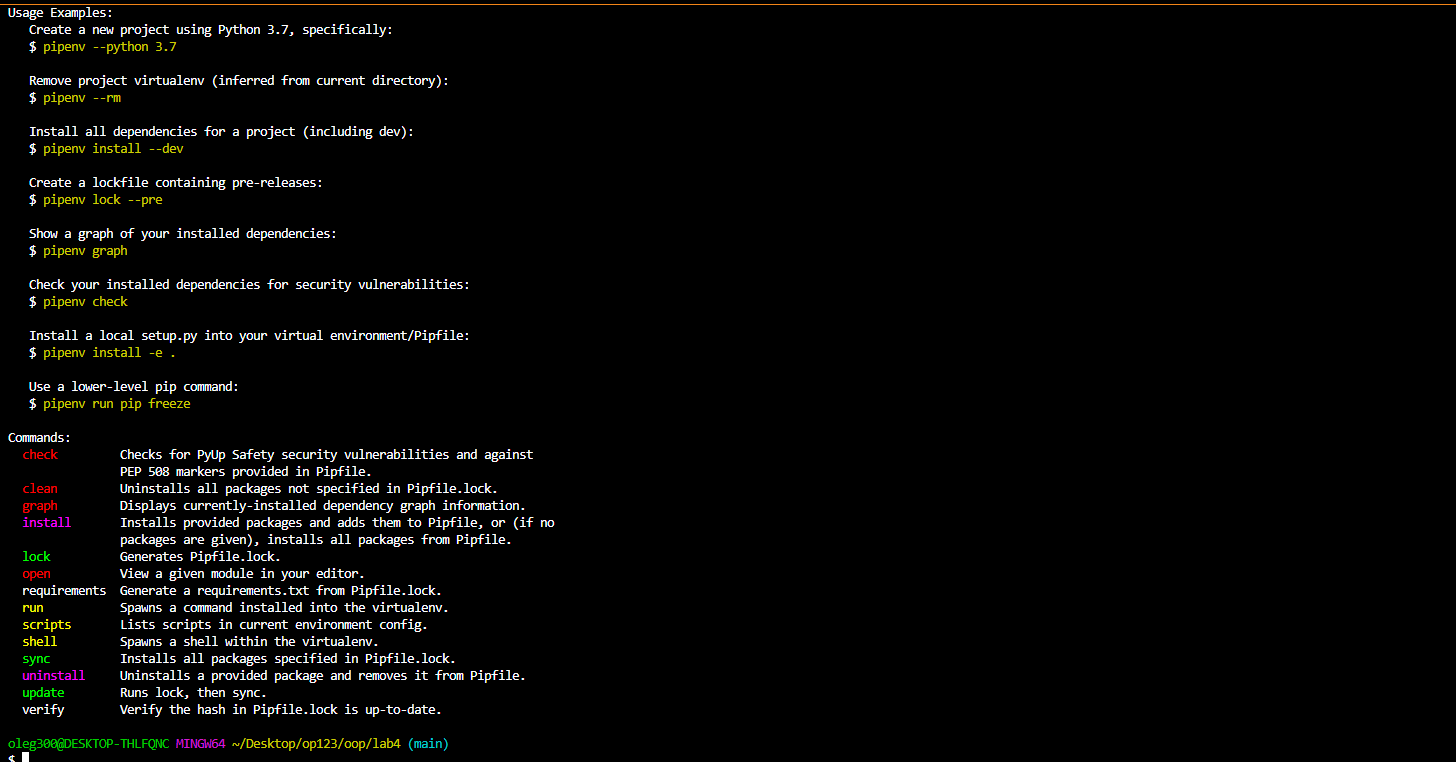 Usage Examples:
Create a new project using Python 3.7, specifically:
$ pipenv --python 3.7
Remove project virtualenv (inferred from current directory):
$ pipenv --rm
Install all dependencies for a project (including dev):
$ pipenv install --dev
Create a lockfile containing pre-releases:
$ pipenv lock --pre
Show a graph of your installed dependencies:
$ pipenv graph
Check your installed dependencies for security vulnerabilities:
$ pipenv check
Install a local setup.py into your virtual environment/Pipfile:
$ pipenv install -e .
Use a lower-level pip command:
$ pipenv run pip freeze
Commands:
check Checks for PyUp Safety security vulnerabilities and against
PEP 508 markers provided in Pipfile.
clean Uninstalls all packages not specified in Pipfile.lock.
graph Displays currently-installed dependency graph information.
install Installs provided packages and adds them to Pipfile, or (if no
packages are given), installs all packages from Pipfile.
lock Generates Pipfile.lock.
open View a given module in your editor.
requirements Generate a requirements.txt from Pipfile.lock.
run Spawns a command installed into the virtualenv.
scripts Lists scripts in current environment config.
shell Spawns a shell within the virtualenv.
sync Installs all packages specified in Pipfile.lock.
uninstall Uninstalls a provided package and removes it from Pipfile.
update Runs lock, then sync.
verify Verify the hash in Pipfile.lock is up-to-date.
oleg300@DESKTOP-THLFQNC MINGW64 ~/Desktop/op123/oop/lab4 (main)
$